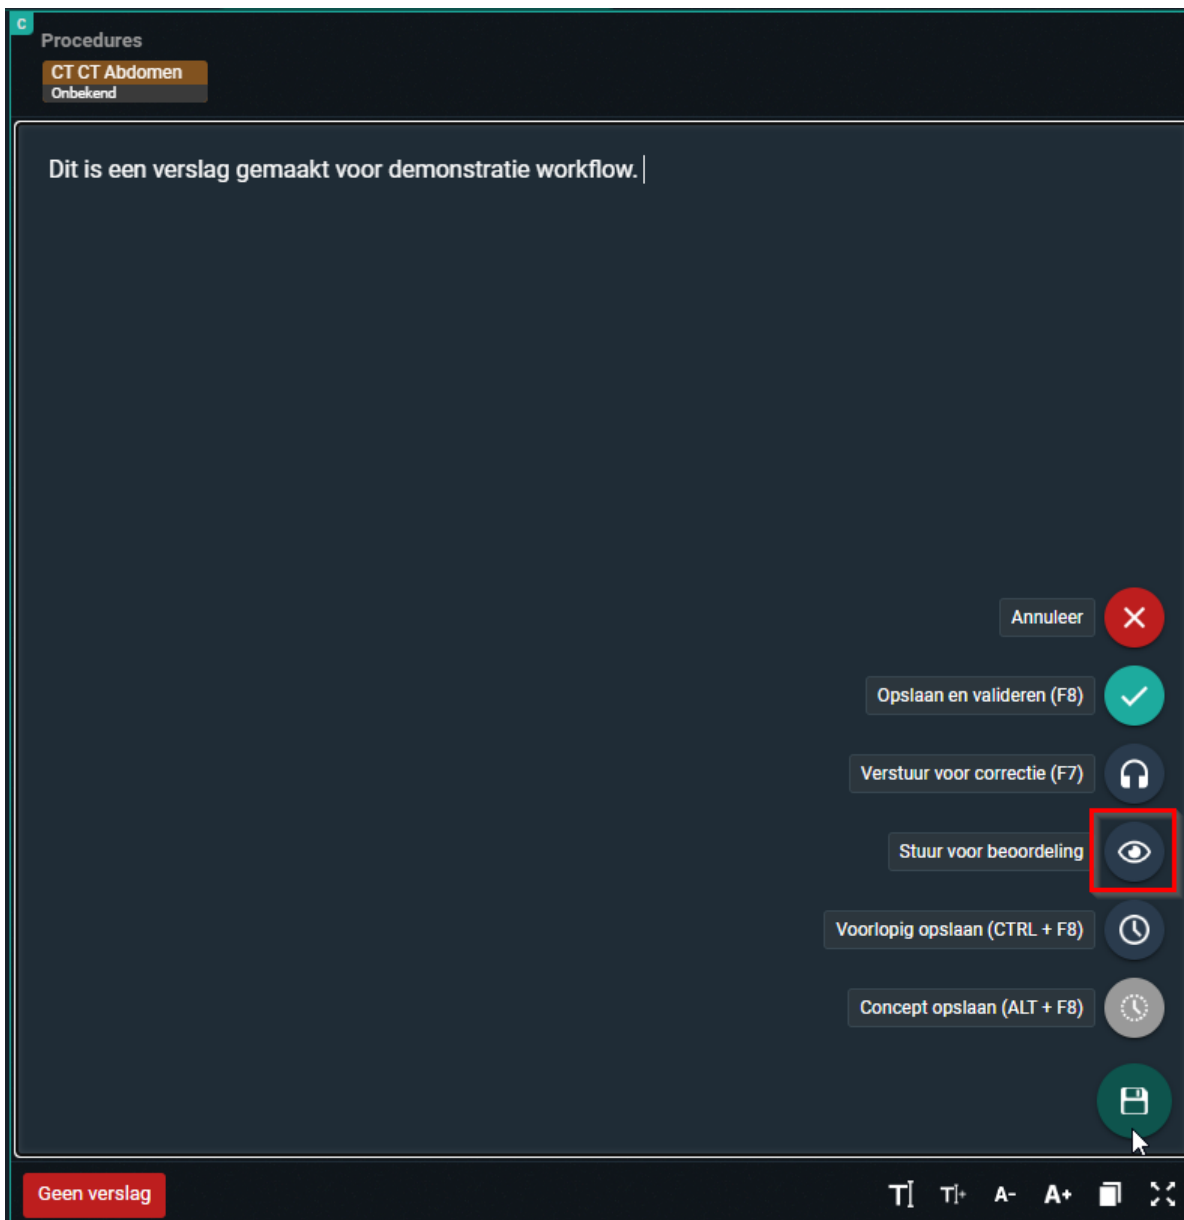 C
Procedures
CT CT Abdomen
Onbekend
Dit is een verslag gemaakt voor demonstratie workflow.
Annuleer
Opslaan en valideren (F8)
Verstuur voor correctie (F7)
Stuur voor beoordeling
Voorlopig opslaan (CTRL + F8)
Concept opslaan (ALT + F8)
Geen verslag
T T+ A- A+